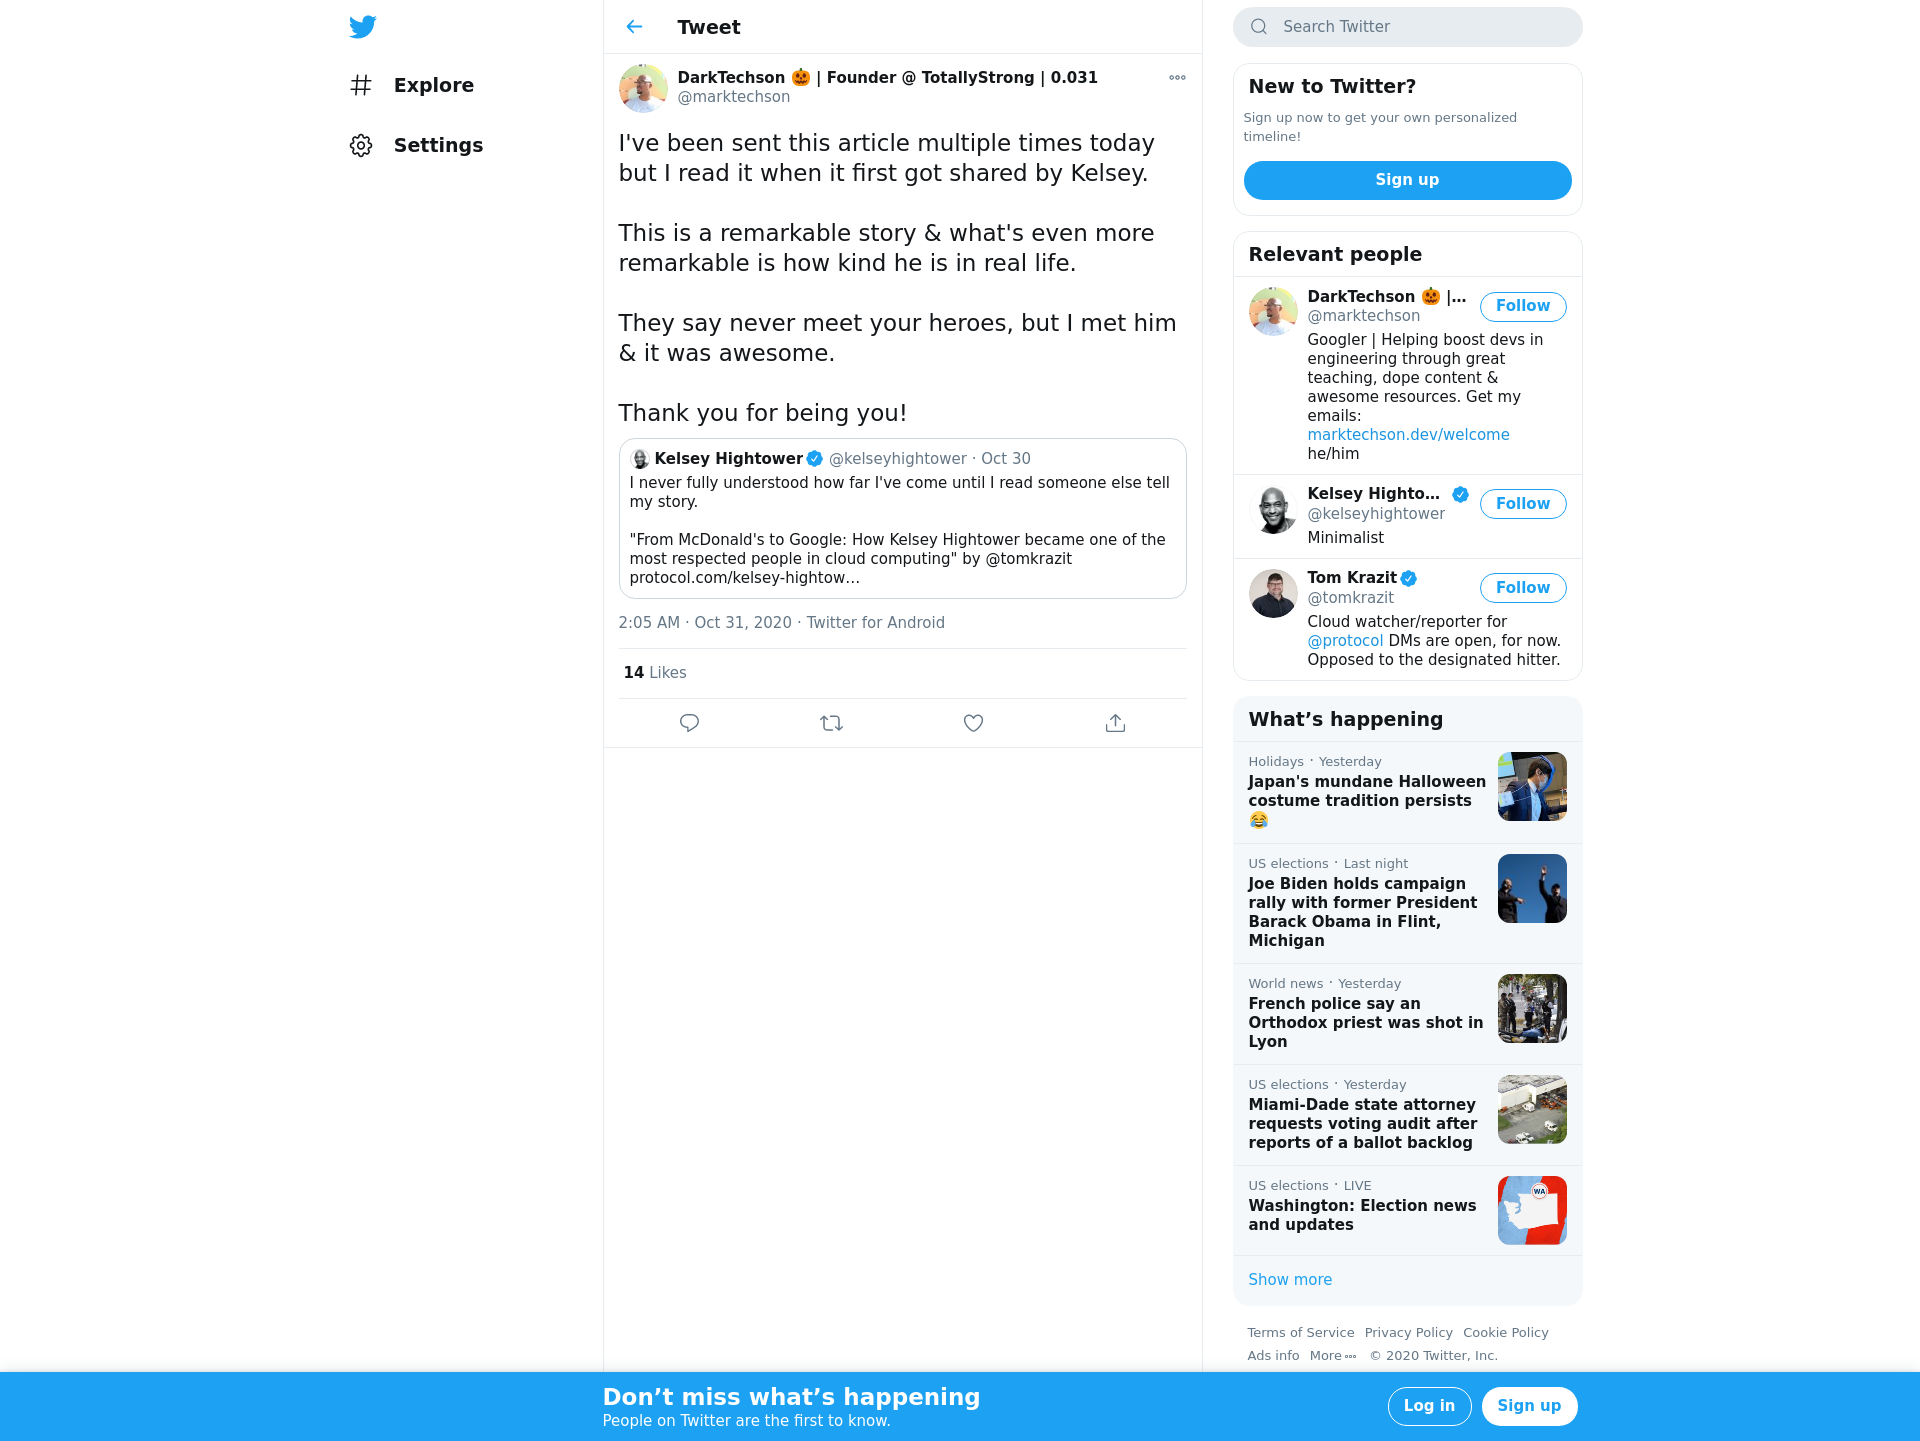 Explore
Settings
Tweet
DarkTechson 🎃 | Founder @ TotallyStrong | 0.031
@marktechson
I've been sent this article multiple times today
but I read it when it first got shared by Kelsey.
This is a remarkable story & what's even more
remarkable is how kind he is in real life.
They say never meet your heroes, but I met him
& it was awesome.
Thank you for being you!
Kelsey Hightower @kelseyhightower · Oct 30
I never fully understood how far I've come until I read someone else tell
my story.
"From McDonald's to Google: How Kelsey Hightower became one of the
most respected people in cloud computing" by @tomkrazit
protocol.com/kelsey-hightow…
2:05 AM · Oct 31, 2020 · Twitter for Android
14 Likes
Search Twitter
New to Twitter?
Sign up now to get your own personalized
timeline!
Sign up
Relevant people
DarkTechson 🎃 |…
Follow
@marktechson
Googler | Helping boost devs in
engineering through great
teaching, dope content &
awesome resources. Get my
emails:
marktechson.dev/welcome
he/him
Kelsey Highto…
Follow
@kelseyhightower
Minimalist
Tom Krazit
Follow
@tomkrazit
Cloud watcher/reporter for
@protocol DMs are open, for now.
Opposed to the designated hitter.
What’s happening
Holidays · Yesterday
Japan's mundane Halloween
costume tradition persists
😂
US elections · Last night
Joe Biden holds campaign
rally with former President
Barack Obama in Flint,
Michigan
World news · Yesterday
French police say an
Orthodox priest was shot in
Lyon
US elections · Yesterday
Miami-Dade state attorney
requests voting audit after
reports of a ballot backlog
US elections · LIVE
Washington: Election news
and updates
WA
Show more
Terms of Service Privacy Policy Cookie Policy
Ads info More © 2020 Twitter, Inc.
Don’t miss what’s happening
People on Twitter are the first to know.
Log in
Sign up